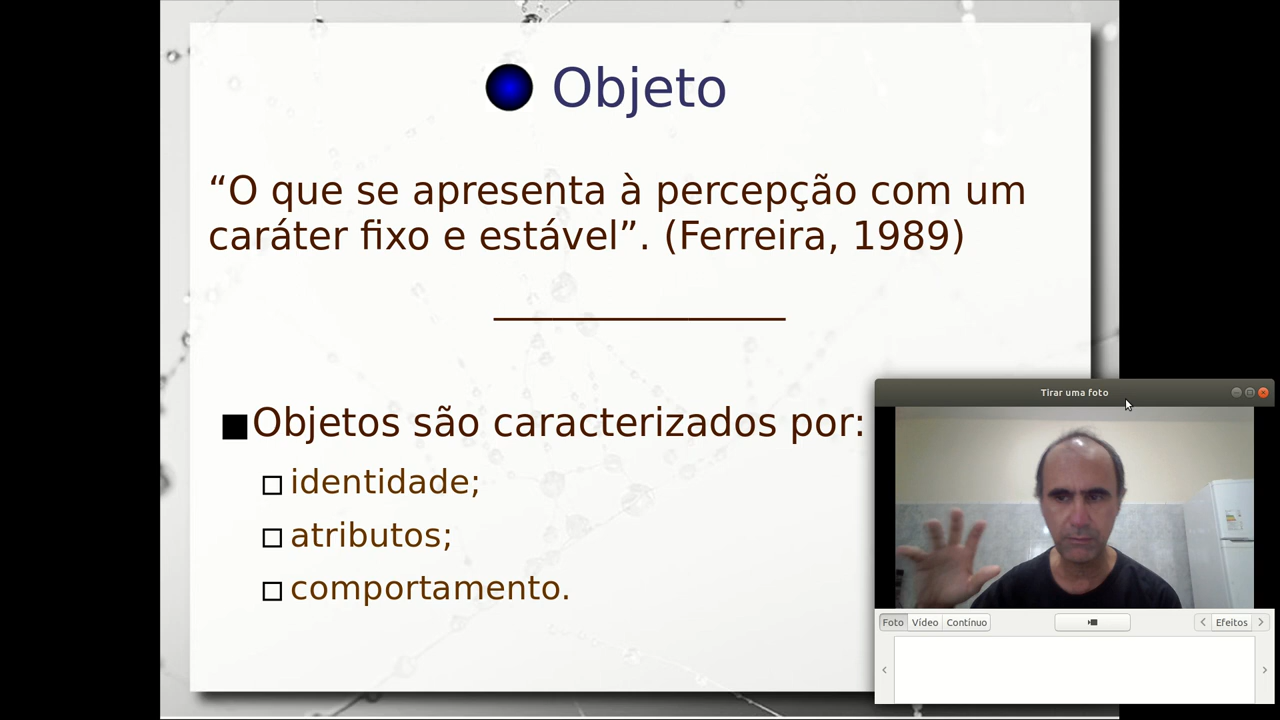 Objeto
“O que se apresenta à percepção com um
caráter fixo e estável”. (Ferreira, 1989)
Objetos são caracterizados por:
identidade;
atributos;
comportamento.
Tirar uma foto
Foto Vídeo Contínuo Efeitos